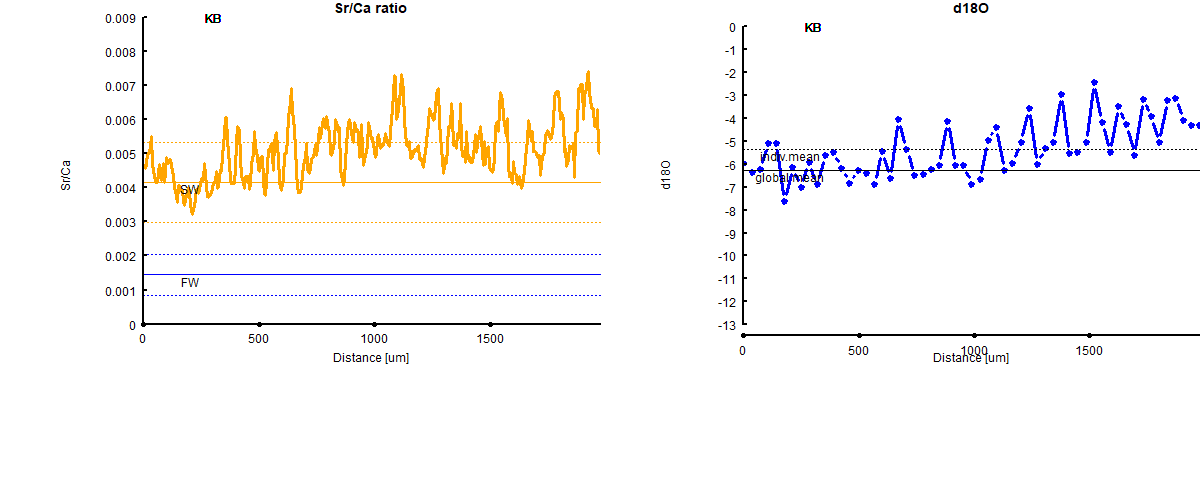 Sr/Ca ratio
KB
0.009
0.008
0.007
0.006
0.005
0.004
0.003
0.002
0.001
0
Sr/Ca
SW
FW
0
500
1000
1500
Distance [um]
d18O
KB
0
-1
-2
-3
-4
-5
-6
-7
-8
-9
-10
-11
-12
-13
d18O
indiv.mean
global.mean
0
500
1000
1500
Distance [um]